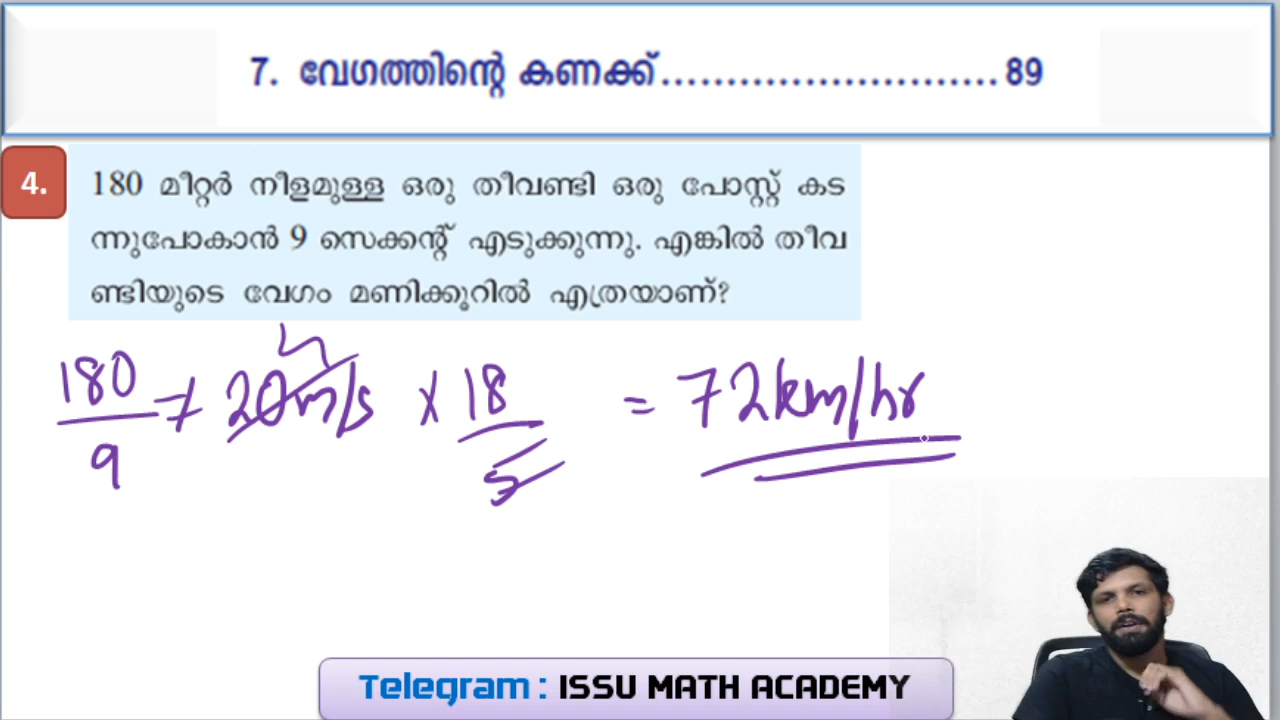 7. വേഗത്തിന്റെ കണക്ക്.......................... 89
4.
180 മീറ്റർ നീളമുള്ള ഒരു തീവണ്ടി ഒരു പോസ്റ്റ് കട
ന്നുപോകാൻ 9 സെക്കന്റ് എടുക്കുന്നു. എങ്കിൽ തീവ
ണ്ടിയുടെ വേഗം മണിക്കൂറിൽ എത്രയാണ്?
180/9 = 20m/s × 18/5 = 72km/hr
Telegram : ISSU MATH ACADEMY